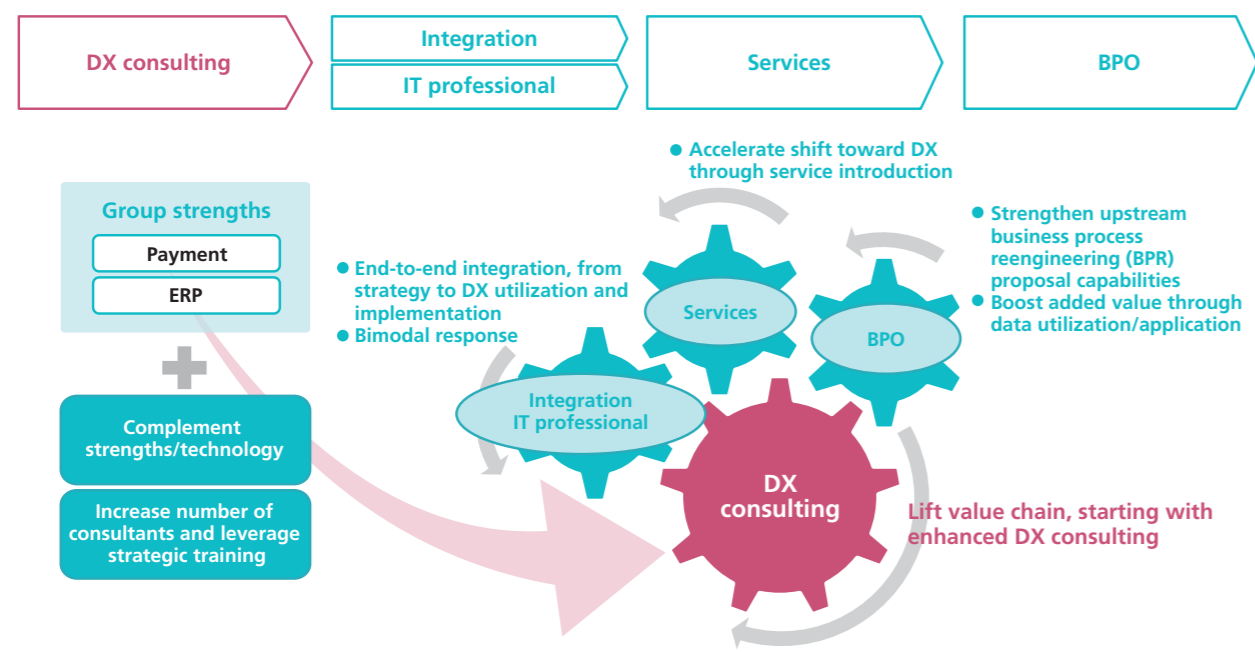 DX consulting
Integration
IT professional
Services
BPO
● Accelerate shift toward DX
through service introduction
Group strengths
Payment
ERP
● End-to-end integration, from
strategy to DX utilization and
implementation
● Bimodal response
● Strengthen upstream
business process
reengineering (BPR)
proposal capabilities
● Boost added value through
data utilization/application
Services
BPO
Integration
IT professional
Complement
strengths/technology
Increase number of
consultants and leverage
strategic training
DX
consulting
Lift value chain, starting with
enhanced DX consulting